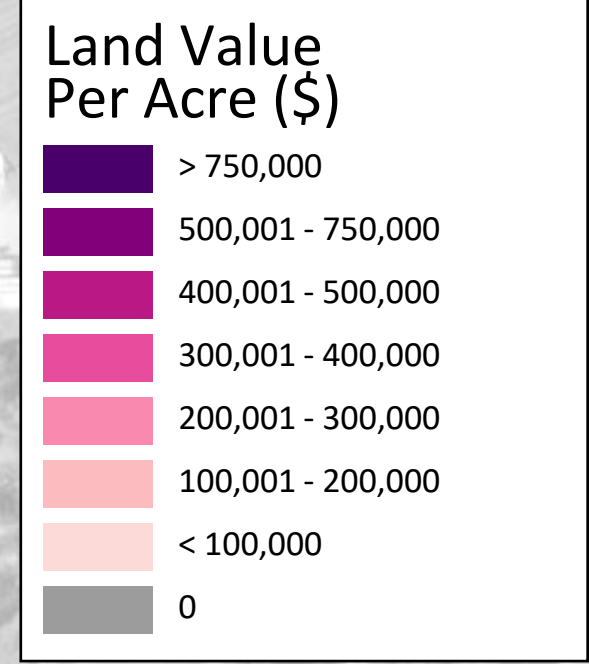 Land Value
Per Acre ($)
> 750,000
500,001 - 750,000
400,001 - 500,000
300,001 - 400,000
200,001 - 300,000
100,001 - 200,000
< 100,000
0